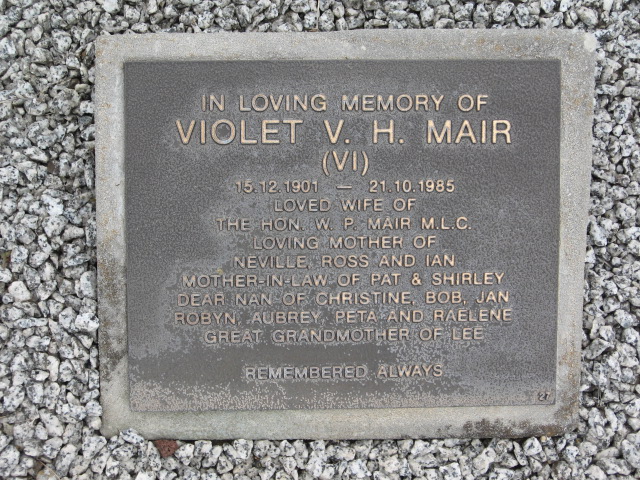 IN LOVING MEMORY OF
VIOLET V. H. MAIR
(VI)
15.12.1901 — 21.10.1985
LOVED WIFE OF
THE HON. W. P. MAIR M.L.C.
LOVING MOTHER OF
NEVILLE, ROSS AND IAN
MOTHER-IN-LAW OF PAT & SHIRLEY
DEAR NAN OF CHRISTINE, BOB, JAN
ROBYN, AUBREY, PETA AND RAELENE
GREAT GRANDMOTHER OF LEE
REMEMBERED ALWAYS
27